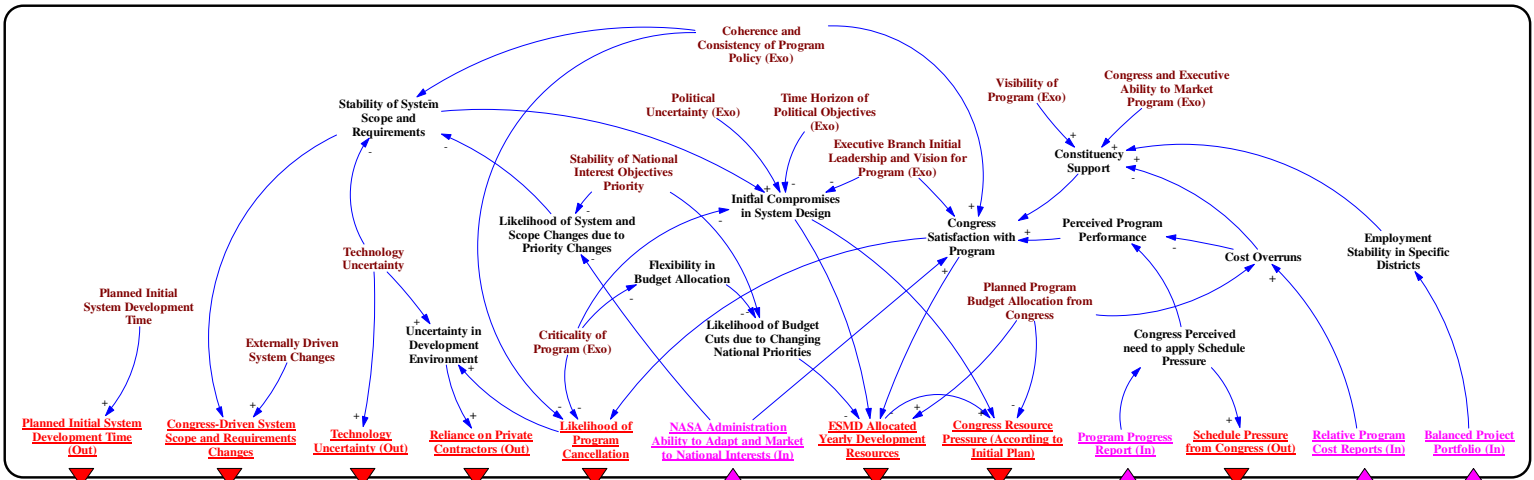 Coherence and
Consistency of Program
Policy (Exo)
Visibility of
Program (Exo)
Congress and Executive
Ability to Market
Program (Exo)
Stability of System
Scope and
Requirements
Political
Uncertainty (Exo)
Time Horizon of
Political Objectives
(Exo)
Executive Branch Initial
Leadership and Vision for
Program (Exo)
Constituency
Support
Stability of National
Interest Objectives
Priority
Initial Compromises
in System Design
Likelihood of System and
Scope Changes due to
Priority Changes
Congress
Satisfaction with
Program
Perceived Program
Performance
Employment
Stability in Specific
Districts
Technology
Uncertainty
Flexibility in
Budget Allocation
Cost Overruns
Planned Initial
System Development
Time
Planned Program
Budget Allocation from
Congress
Externally Driven
System Changes
Uncertainty in
Development
Environment
Criticality of
Program (Exo)
Likelihood of Budget
Cuts due to Changing
National Priorities
Congress Perceived
need to apply Schedule
Pressure
Planned Initial System
Development Time
(Out)
Congress-Driven System
Scope and Requirements
Changes
Technology
Uncertainty (Out)
Reliance on Private
Contractors (Out)
Likelihood of
Program
Cancellation
NASA Administration
Ability to Adapt and Market
to National Interests (In)
ESMD Allocated
Yearly Development
Resources
Congress Resource
Pressure (According to
Initial Plan)
Program Progress
Report (In)
Schedule Pressure
from Congress (Out)
Relative Program
Cost Reports (In)
Balanced Project
Portfolio (In)